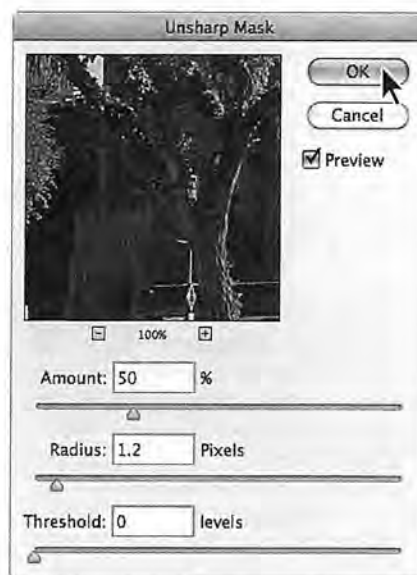 Unsharp Mask
OK
Cancel
Preview
100%
Amount: 50 %
Radius: 1.2 Pixels
Threshold: 0 levels